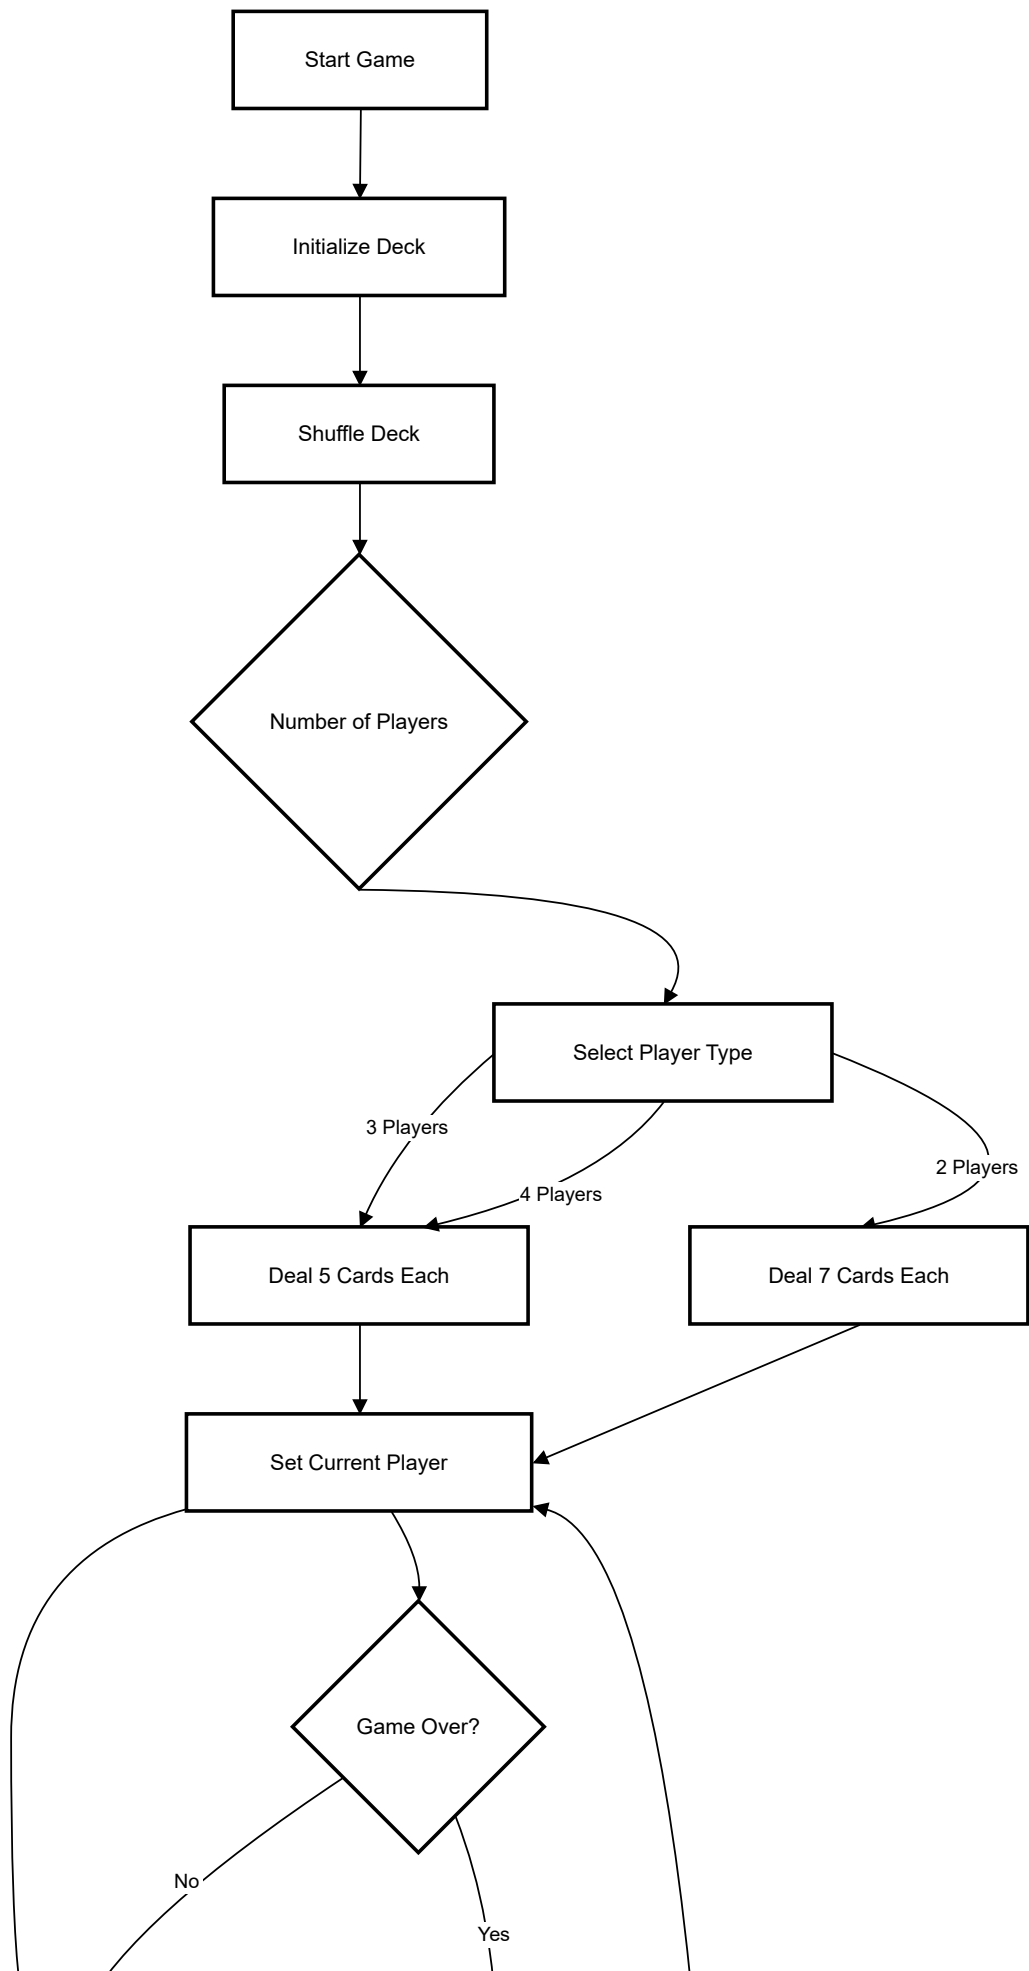 Start Game
Initialize Deck
Shuffle Deck
Number of Players
Select Player Type
3 Players
2 Players
4 Players
Deal 5 Cards Each
Deal 7 Cards Each
Set Current Player
Game Over?
No
Yes